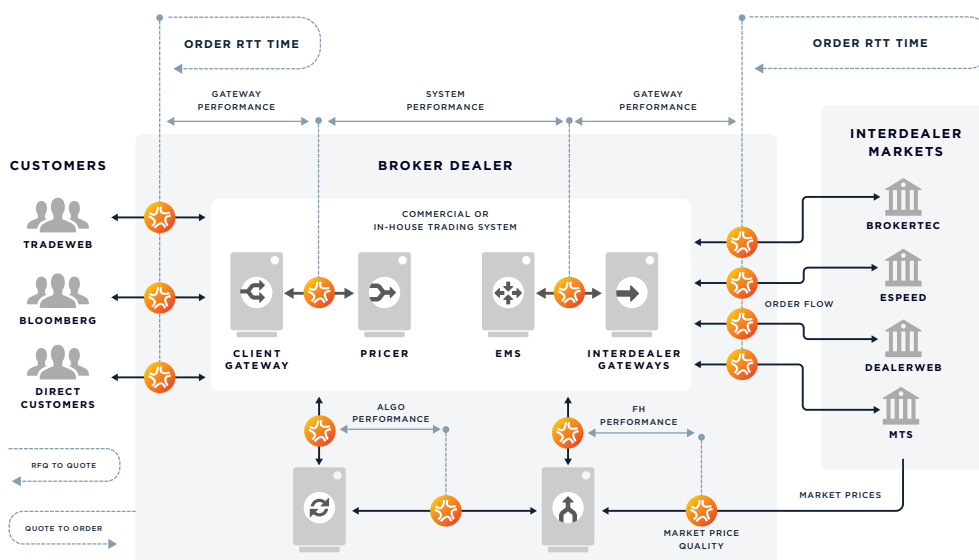 ORDER RTT TIME
ORDER RTT TIME
GATEWAY
PERFORMANCE
SYSTEM
PERFORMANCE
GATEWAY
PERFORMANCE
CUSTOMERS
BROKER DEALER
INTERDEALER
MARKETS
COMMERCIAL OR
IN-HOUSE TRADING SYSTEM
TRADEWEB
BLOOMBERG
DIRECT
CUSTOMERS
CLIENT
GATEWAY
PRICER
EMS
INTERDEALER
GATEWAYS
BROKERTEC
ESPEED
ORDER FLOW
DEALERWEB
MTS
ALGO
PERFORMANCE
FH
PERFORMANCE
RFQ TO QUOTE
QUOTE TO ORDER
MARKET PRICES
MARKET PRICE
QUALITY